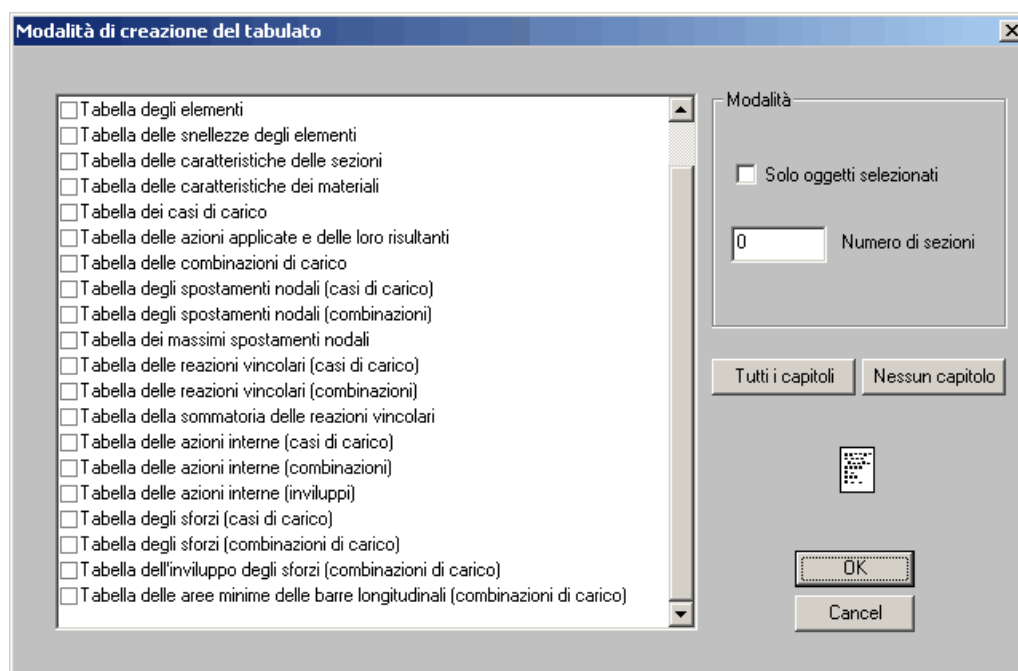 Modalità di creazione del tabulato
Tabella degli elementi
Tabella delle snellezze degli elementi
Tabella delle caratteristiche delle sezioni
Tabella delle caratteristiche dei materiali
Tabella dei casi di carico
Tabella delle azioni applicate e delle loro risultanti
Tabella delle combinazioni di carico
Tabella degli spostamenti nodali (casi di carico)
Tabella degli spostamenti nodali (combinazioni)
Tabella dei massimi spostamenti nodali
Tabella delle reazioni vincolari (casi di carico)
Tabella delle reazioni vincolari (combinazioni)
Tabella della sommatoria delle reazioni vincolari
Tabella delle azioni interne (casi di carico)
Tabella delle azioni interne (combinazioni)
Tabella delle azioni interne (inviluppi)
Tabella degli sforzi (casi di carico)
Tabella degli sforzi (combinazioni di carico)
Tabella dell'inviluppo degli sforzi (combinazioni di carico)
Tabella delle aree minime delle barre longitudinali (combinazioni di carico)
Modalità
Solo oggetti selezionati
0 Numero di sezioni
Tutti i capitoli Nessun capitolo
OK
Cancel